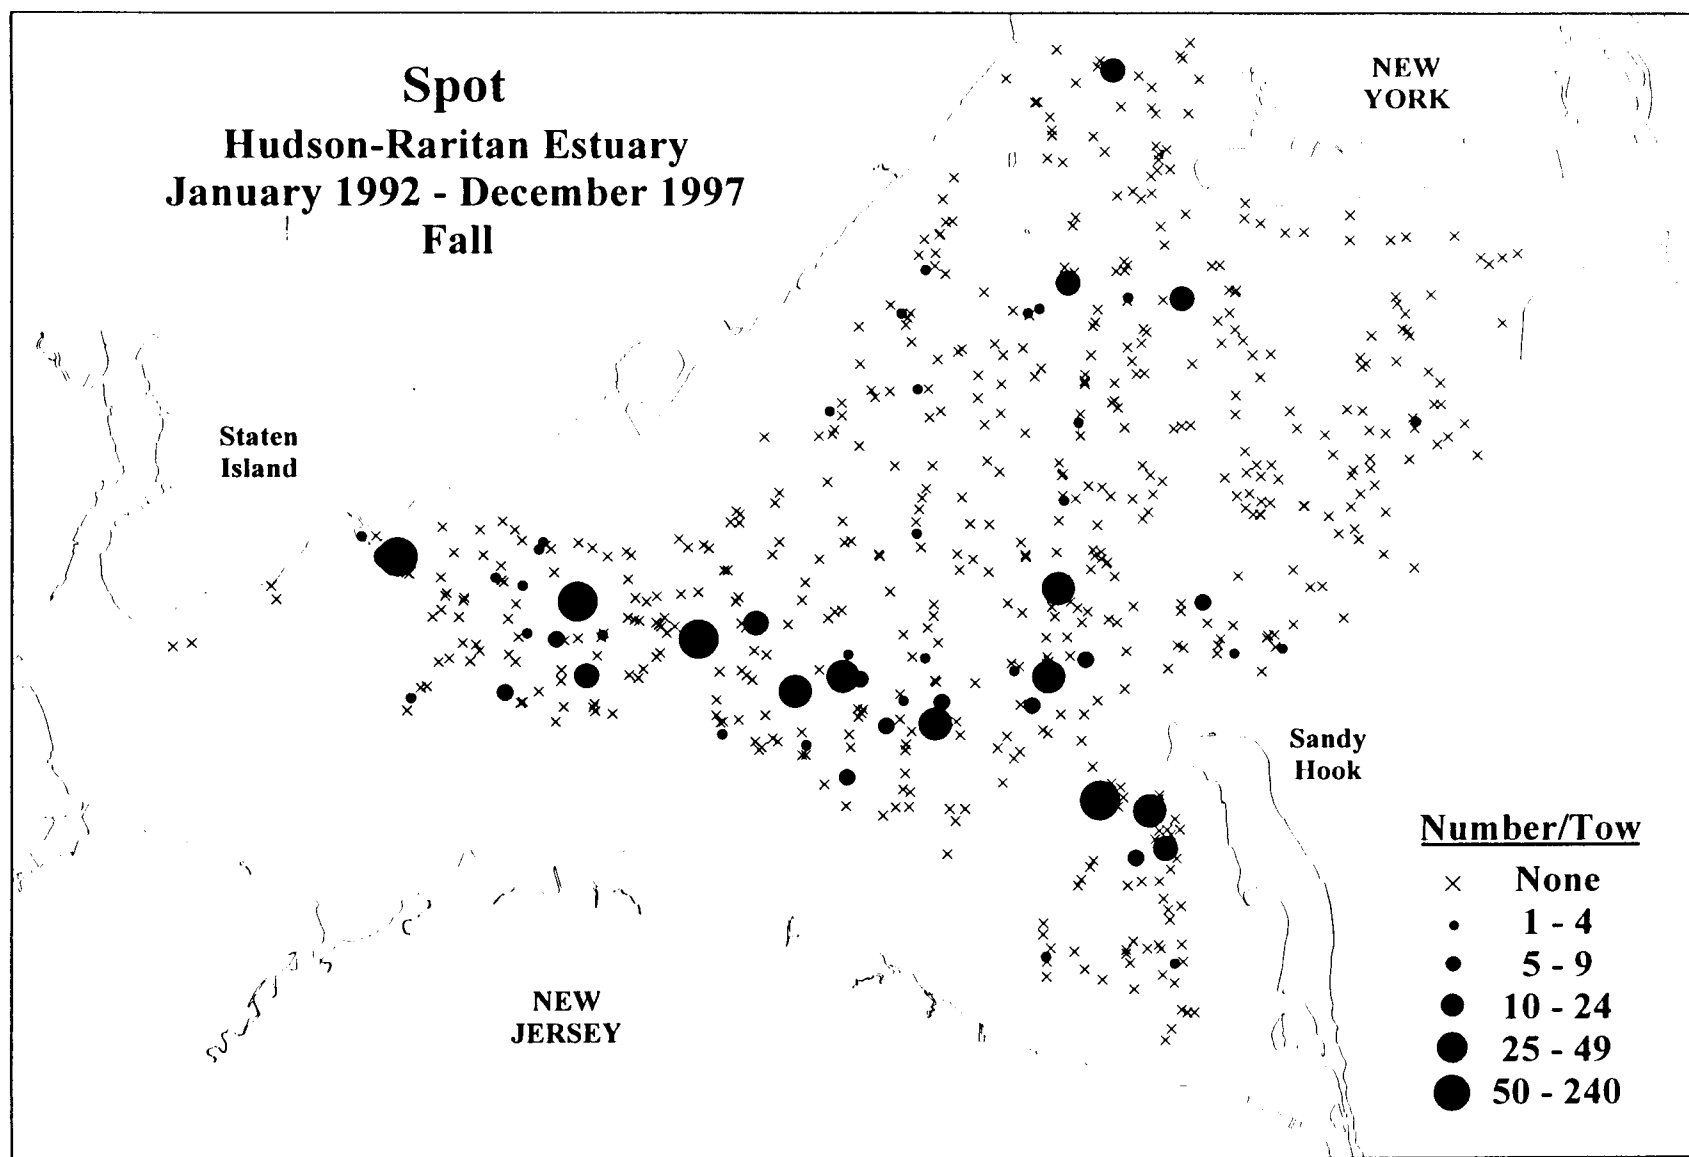 Spot
Hudson-Raritan Estuary
January 1992 - December 1997
Fall
NEW
YORK
Staten
Island
Sandy
Hook
NEW
JERSEY
Number/Tow
None
1 - 4
5 - 9
10 - 24
25 - 49
50 - 240